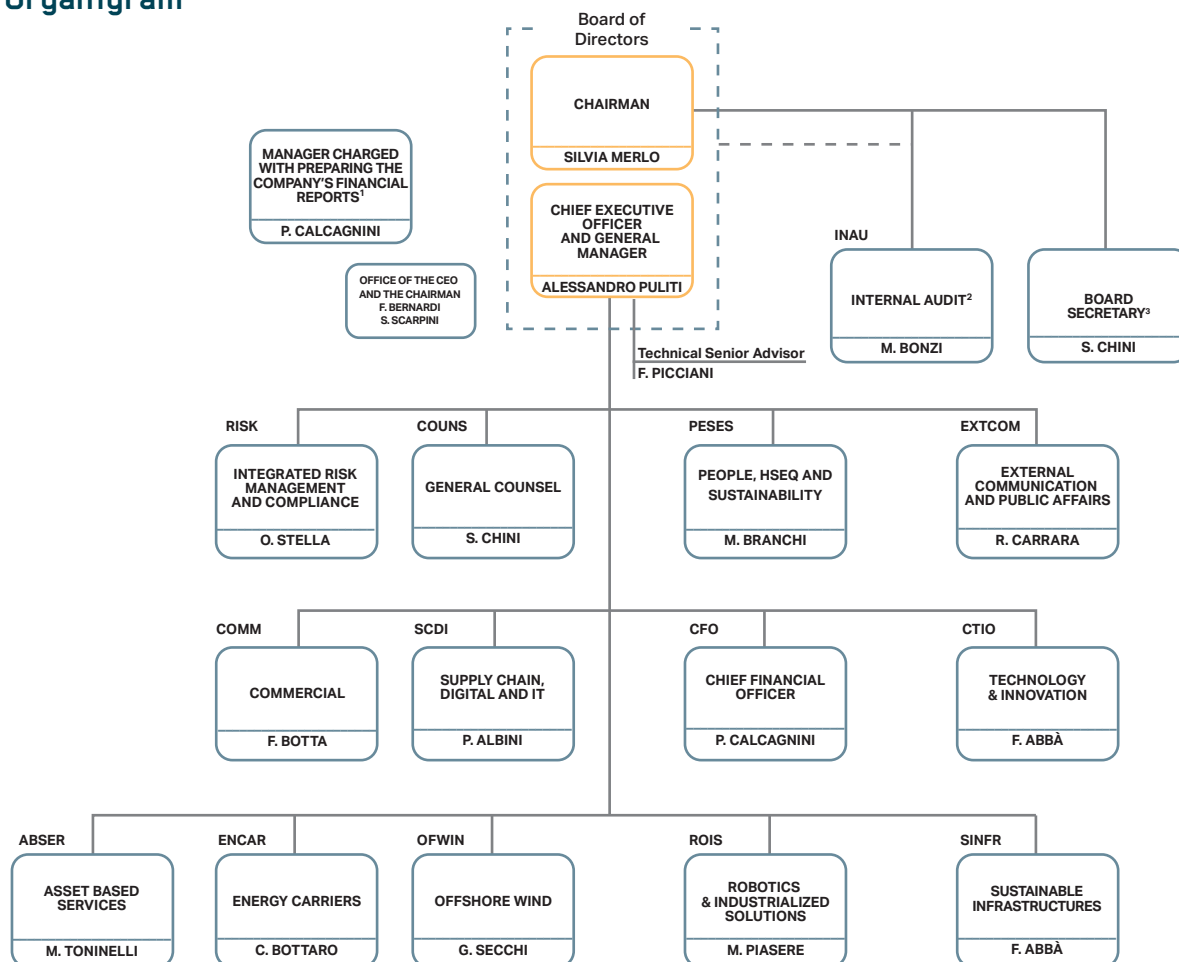 Organigram
Board of
Directors
CHAIRMAN
SILVIA MERLO
MANAGER CHARGED
WITH PREPARING THE
COMPANY'S FINANCIAL
REPORTS¹
P. CALCAGNINI
CHIEF EXECUTIVE
OFFICER
AND GENERAL
MANAGER
ALESSANDRO PULITI
OFFICE OF THE CEO
AND THE CHAIRMAN
F. BERNARDI
S. SCARPINI
INAU
INTERNAL AUDIT²
M. BONZI
BOARD
SECRETARY³
S. CHINI
Technical Senior Advisor
F. PICCIANI
RISK
INTEGRATED RISK
MANAGEMENT
AND COMPLIANCE
O. STELLA
COUNS
GENERAL COUNSEL
S. CHINI
PESES
PEOPLE, HSEQ AND
SUSTAINABILITY
M. BRANCHI
EXTCOM
EXTERNAL
COMMUNICATION
AND PUBLIC AFFAIRS
R. CARRARA
COMM
COMMERCIAL
F. BOTTA
SCDI
SUPPLY CHAIN,
DIGITAL AND IT
P. ALBINI
CFO
CHIEF FINANCIAL
OFFICER
P. CALCAGNINI
CTIO
TECHNOLOGY
& INNOVATION
F. ABBÀ
ABSER
ASSET BASED
SERVICES
M. TONINELLI
ENCAR
ENERGY CARRIERS
C. BOTTARO
OFWIN
OFFSHORE WIND
G. SECCHI
ROIS
ROBOTICS
& INDUSTRIALIZED
SOLUTIONS
M. PIASERE
SINFR
SUSTAINABLE
INFRASTRUCTURES
F. ABBÀ